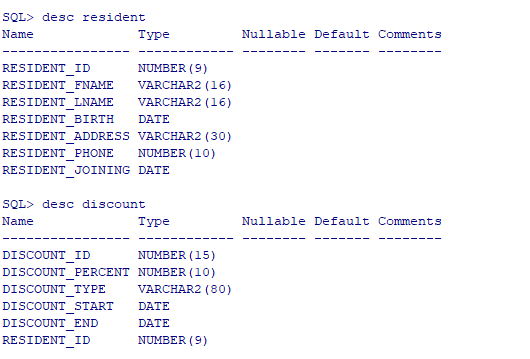 SQL> desc resident
Name             Type         Nullable Default Comments
---------------- ------------ -------- ------- --------
RESIDENT_ID      NUMBER(9)
RESIDENT_FNAME   VARCHAR2(16)
RESIDENT_LNAME   VARCHAR2(16)
RESIDENT_BIRTH   DATE
RESIDENT_ADDRESS VARCHAR2(30)
RESIDENT_PHONE   NUMBER(10)
RESIDENT_JOINING DATE

SQL> desc discount
Name             Type         Nullable Default Comments
---------------- ------------ -------- ------- --------
DISCOUNT_ID      NUMBER(15)
DISCOUNT_PERCENT NUMBER(10)
DISCOUNT_TYPE    VARCHAR2(80)
DISCOUNT_START   DATE
DISCOUNT_END     DATE
RESIDENT_ID      NUMBER(9)